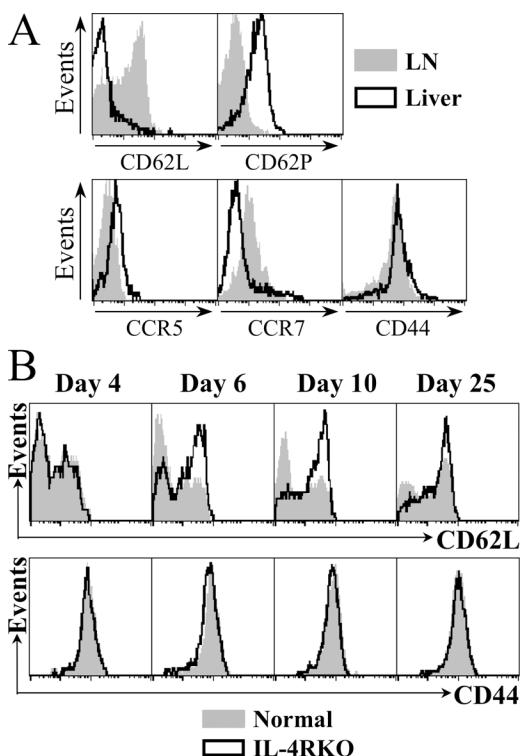 A
Events
LN
Liver
CD62L CD62P
Events
CCR5 CCR7 CD44
B
Day 4 Day 6 Day 10 Day 25
Events
CD62L
Events
CD44
Normal
IL-4RKO